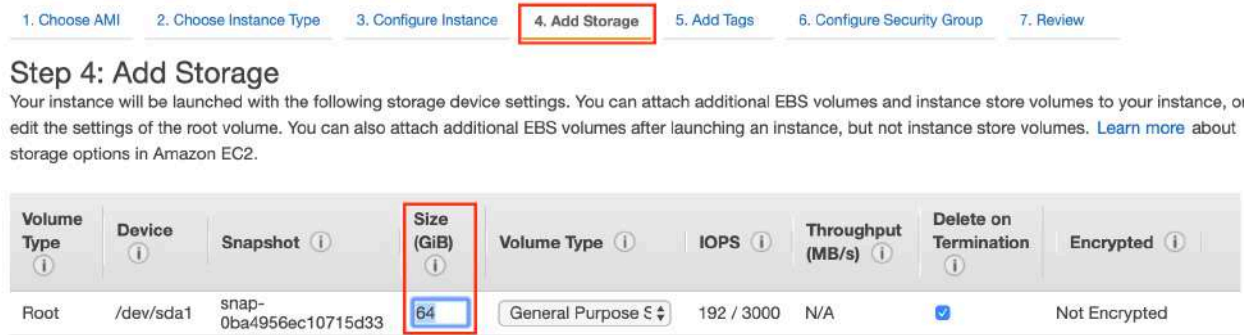 1. Choose AMI 2. Choose Instance Type 3. Configure Instance 4. Add Storage 5. Add Tags 6. Configure Security Group 7. Review
Step 4: Add Storage
Your instance will be launched with the following storage device settings. You can attach additional EBS volumes and instance store volumes to your instance, or
edit the settings of the root volume. You can also attach additional EBS volumes after launching an instance, but not instance store volumes. Learn more about
storage options in Amazon EC2.
Volume Type Device Snapshot Size (GiB) Volume Type IOPS Throughput (MB/s) Delete on Termination Encrypted
Root /dev/sda1 snap-0ba4956ec10715d33 64 General Purpose S 192 / 3000 N/A Not Encrypted